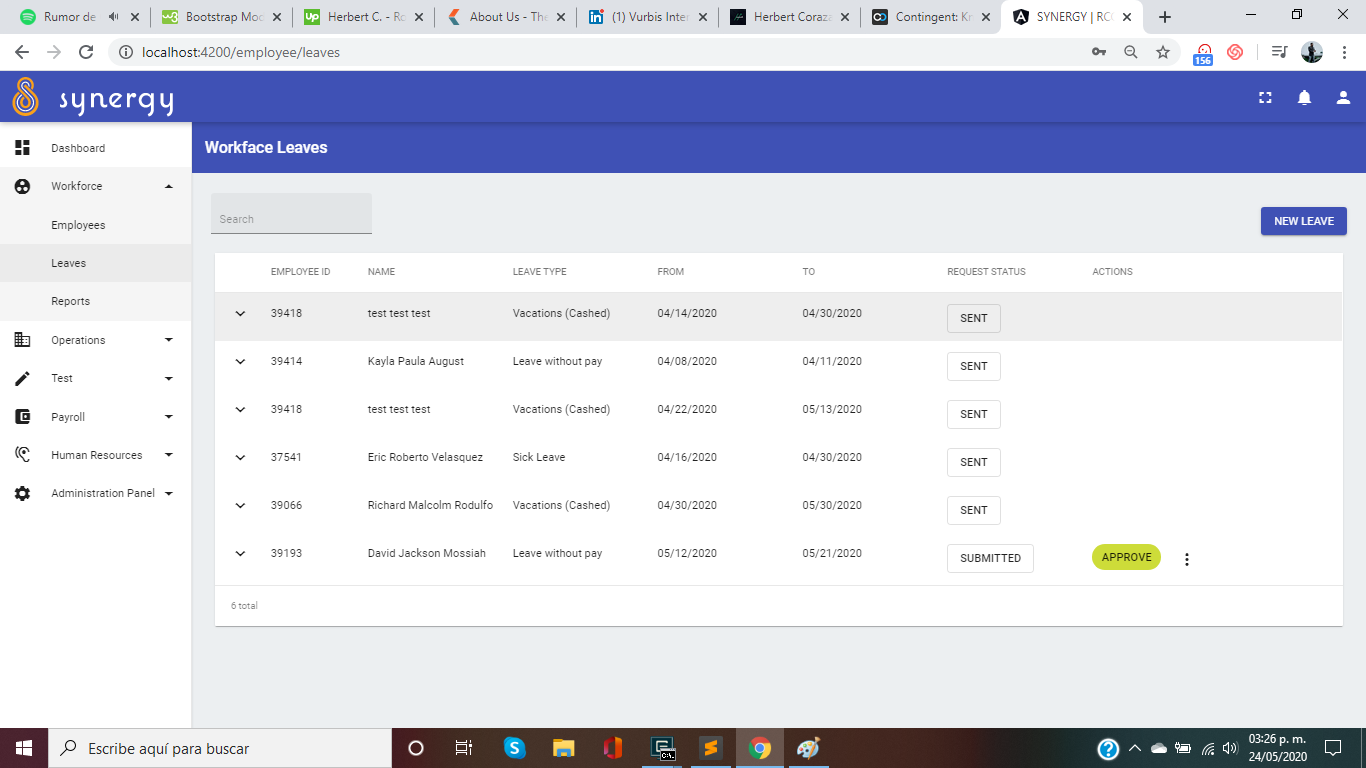 Rumor de
Bootstrap Moc
Herbert C. - Ro
About Us - The
(1) Vurbis Inter
Herbert Coraza
Contingent: Kr
SYNERGY | RCC
localhost:4200/employee/leaves
156
synergy
Dashboard
Workforce
Employees
Leaves
Reports
Operations
Test
Payroll
Human Resources
Administration Panel
Workface Leaves
Search
NEW LEAVE
EMPLOYEE ID NAME LEAVE TYPE FROM TO REQUEST STATUS ACTIONS
39418 test test test Vacations (Cashed) 04/14/2020 04/30/2020 SENT
39414 Kayla Paula August Leave without pay 04/08/2020 04/11/2020 SENT
39418 test test test Vacations (Cashed) 04/22/2020 05/13/2020 SENT
37541 Eric Roberto Velasquez Sick Leave 04/16/2020 04/30/2020 SENT
39066 Richard Malcolm Rodulfo Vacations (Cashed) 04/30/2020 05/30/2020 SENT
39193 David Jackson Mossiah Leave without pay 05/12/2020 05/21/2020 SUBMITTED APPROVE
6 total
Escribe aquí para buscar
03:26 p. m.
24/05/2020